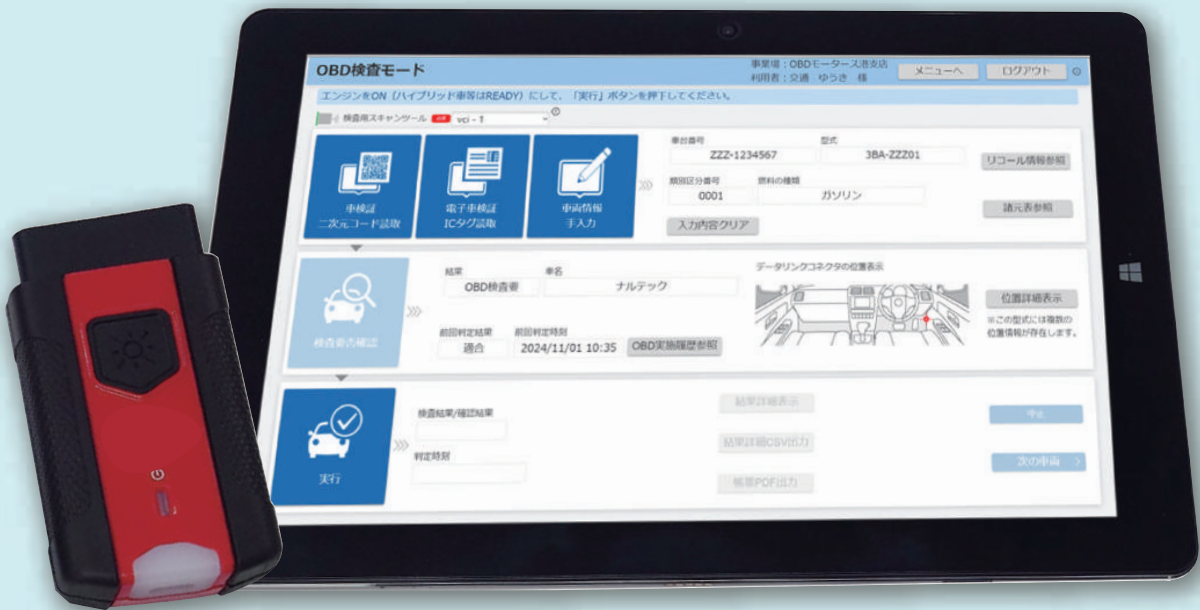 OBD検査モード
事業場：OBDモータース港支店
利用者：交通 ゆうき 様
メニューへ
ログアウト
エンジンをON（ハイブリッド車等はREADY）にして、「実行」ボタンを押下してください。
検査用スキャンツール 必須 vci - 1
車検証
二次元コード読取
電子車検証
ICタグ読取
車両情報
手入力
車台番号
ZZZ-1234567
型式
3BA-ZZZ01
リコール情報参照
類別区分番号
0001
燃料の種類
ガソリン
諸元表参照
入力内容クリア
検査要否確認
結果
OBD検査要
車名
ナルテック
前回判定結果
適合
前回判定時刻
2024/11/01 10:35
OBD実施履歴参照
データリンクコネクタの位置表示
位置詳細表示
※この型式には複数の
位置情報が存在します。
実行
検査結果/確認結果
判定時刻
結果詳細表示
結果詳細CSV出力
帳票PDF出力
中止
次の車両